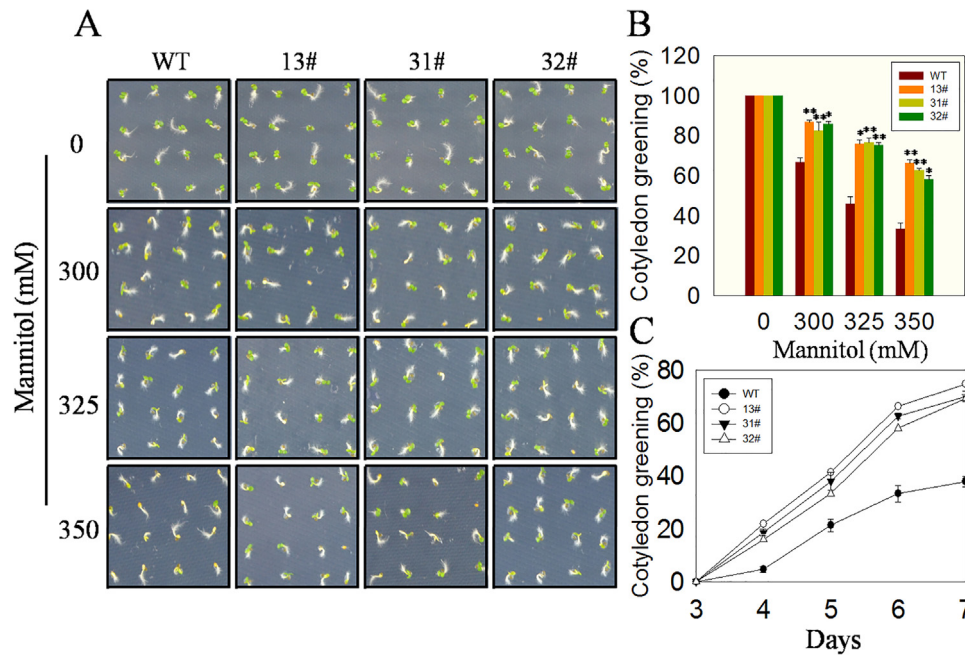 A
WT 13# 31# 32#
0
300
325
350
Mannitol (mM)
B
120
100
80
60
40
20
0
Cotyledon greening (%)
WT
13#
31#
32#
** ** *
* ** **
** ** *
0 300 325 350
Mannitol (mM)
C
80
60
40
20
0
Cotyledon greening (%)
WT
13#
31#
32#
3 4 5 6 7
Days